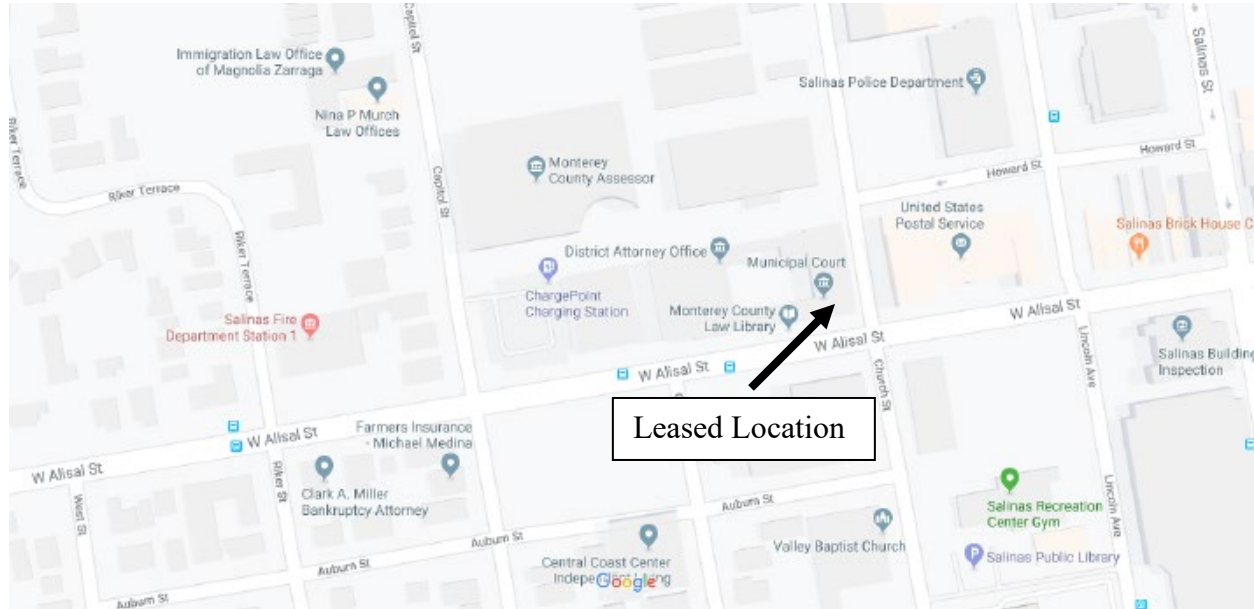 Capitol St
Salinas St
Immigration Law Office
of Magnolia Zarraga
Salinas Police Department
Nina P Murch
Law Offices
Riker Terrace
Howard St
Monterey
County Assessor
Capitol St
Howard St
Riker Terrace
United States
Postal Service
Salinas Brick House C
Riker Terrace
District Attorney Office
Municipal Court
ChargePoint
Charging Station
Monterey County
Law Library
W Alisal St
Salinas Fire
Department Station 1
W Alisal St
Lincoln Ave
Salinas Building
Inspection
W Alisal St
Church St
Leased Location
Farmers Insurance
- Michael Medina
W Alisal St
W Alisal St
Riker St
West St
Clark A. Miller
Bankruptcy Attorney
Auburn St
Salinas Recreation
Center Gym
Lincoln Ave
Auburn St
Valley Baptist Church
Salinas Public Library
Central Coast Center
Auburn St
Google
Auburn St